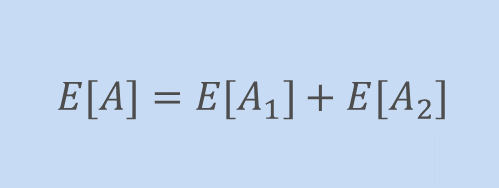 E[A] = E[A₁] + E[A₂]